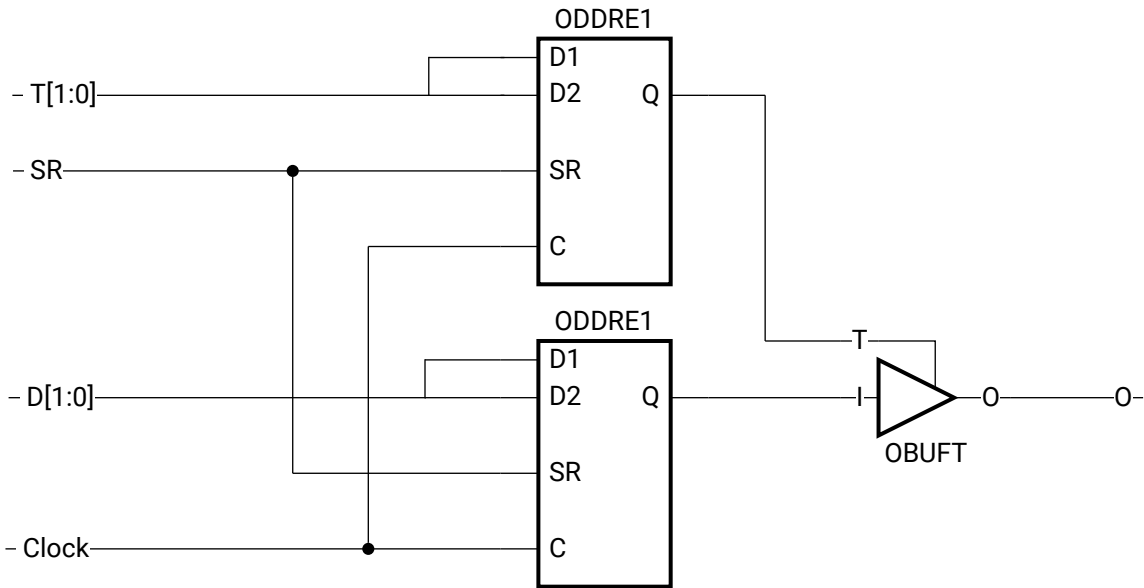 ODDRE1
D1
T[1:0] D2 Q
SR SR
C
ODDRE1
D1
T
D[1:0] D2 Q I O O
OBUFT
SR
Clock C